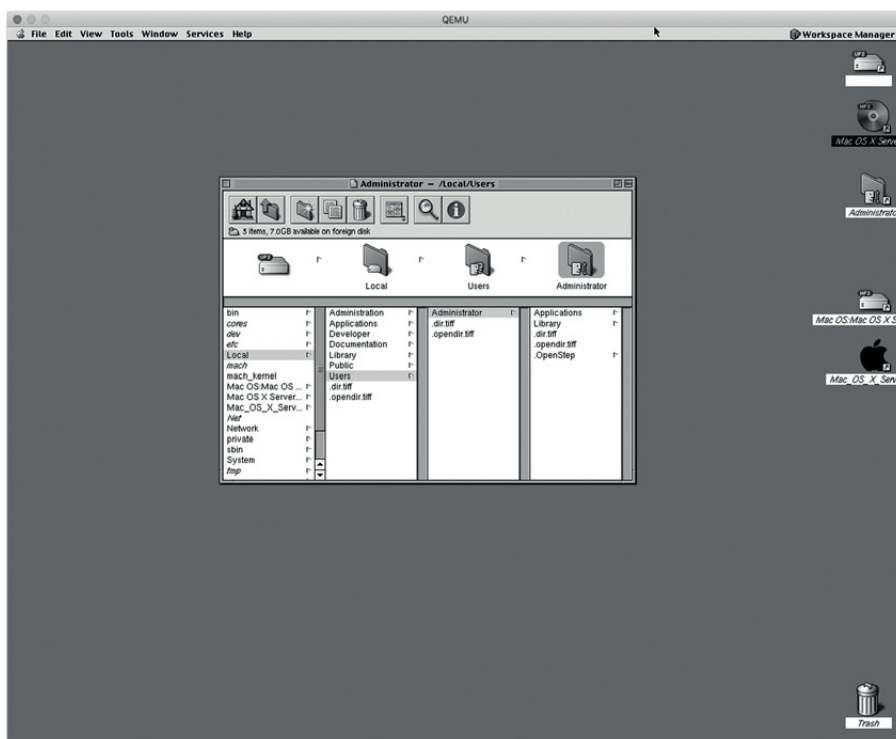 QEMU
File Edit View Tools Window Services Help
Workspace Manager
UFS
HFS
Mac OS X Serve
Administrato
UFS
Mac OS:Mac OS X S
Mac_OS_X_Serv
Administrator — /Local/Users
5 items, 7.0GB available on foreign disk
UFS
Local
Users
Administrator
bin
cores
dev
etc
Local
mach
mach_kernel
Mac OS:Mac OS ...
Mac OS X Server...
Mac_OS_X_Serv...
Net
Network
private
sbin
System
tmp
Administration
Applications
Developer
Documentation
Library
Public
Users
.dir.tiff
.opendir.tiff
Administrator
.dir.tiff
.opendir.tiff
Applications
Library
.dir.tiff
.opendir.tiff
.OpenStep
Trash